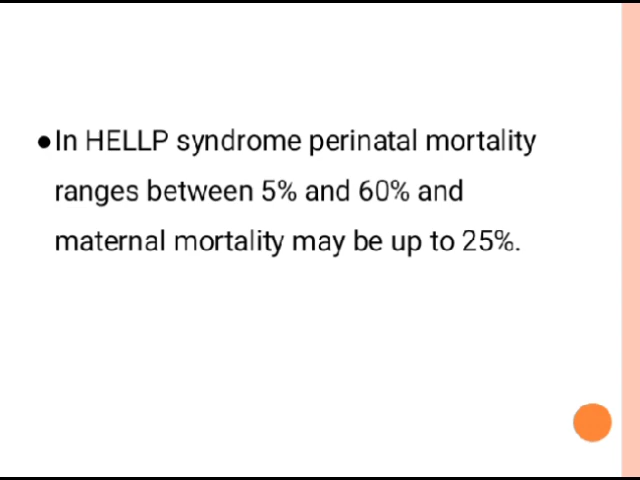 ●In HELLP syndrome perinatal mortality
ranges between 5% and 60% and
maternal mortality may be up to 25%.